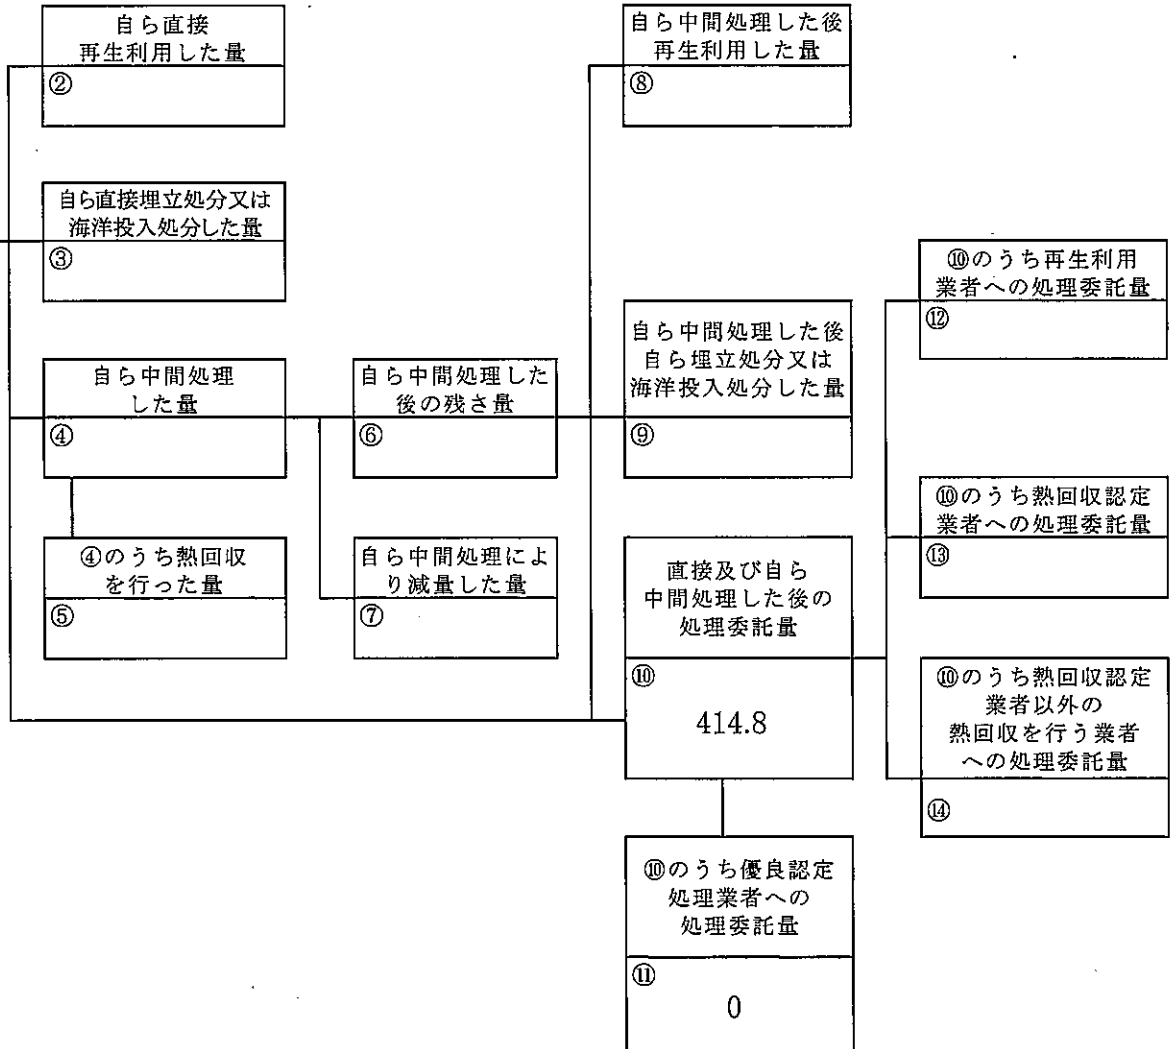 自ら直接
再生利用した量
②
自ら直接埋立処分又は
海洋投入処分した量
③
自ら中間処理
した量
④
④のうち熱回収
を行った量
⑤
自ら中間処理した
後の残さ量
⑥
自ら中間処理によ
り減量した量
⑦
自ら中間処理した後
再生利用した量
⑧
自ら中間処理した後
自ら埋立処分又は
海洋投入処分した量
⑨
直接及び自ら
中間処理した後の
処理委託量
⑩
414.8
⑩のうち優良認定
処理業者への
処理委託量
⑪
0
⑩のうち再生利用
業者への処理委託量
⑫
⑩のうち熱回収認定
業者への処理委託量
⑬
⑩のうち熱回収認定
業者以外の
熱回収を行う業者
への処理委託量
⑭